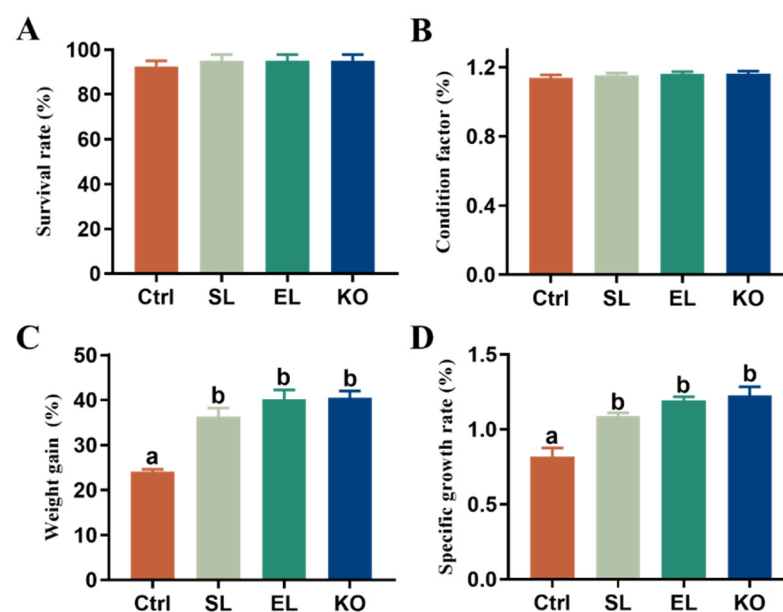 A
Survival rate (%)
100
80
60
40
20
0
Ctrl SL EL KO
B
Condition factor (%)
1.2
0.8
0.4
0.0
Ctrl SL EL KO
C
Weight gain (%)
50
40
30
20
10
0
a b b b
Ctrl SL EL KO
D
Specific growth rate (%)
1.5
1.0
0.5
0.0
a b b b
Ctrl SL EL KO